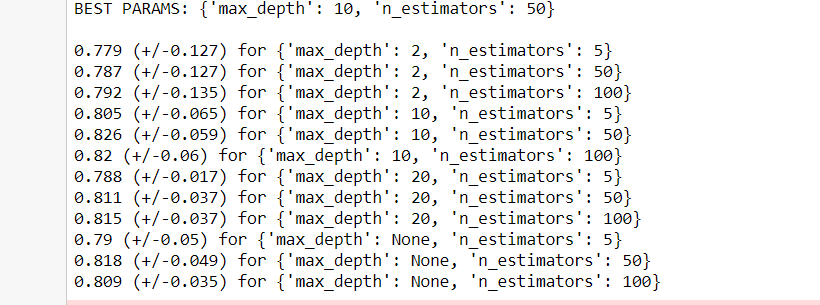 BEST PARAMS: {'max_depth': 10, 'n_estimators': 50}
0.779 (+/-0.127) for {'max_depth': 2, 'n_estimators': 5}
0.787 (+/-0.127) for {'max_depth': 2, 'n_estimators': 50}
0.792 (+/-0.135) for {'max_depth': 2, 'n_estimators': 100}
0.805 (+/-0.065) for {'max_depth': 10, 'n_estimators': 5}
0.826 (+/-0.059) for {'max_depth': 10, 'n_estimators': 50}
0.82 (+/-0.06) for {'max_depth': 10, 'n_estimators': 100}
0.788 (+/-0.017) for {'max_depth': 20, 'n_estimators': 5}
0.811 (+/-0.037) for {'max_depth': 20, 'n_estimators': 50}
0.815 (+/-0.037) for {'max_depth': 20, 'n_estimators': 100}
0.79 (+/-0.05) for {'max_depth': None, 'n_estimators': 5}
0.818 (+/-0.049) for {'max_depth': None, 'n_estimators': 50}
0.809 (+/-0.035) for {'max_depth': None, 'n_estimators': 100}